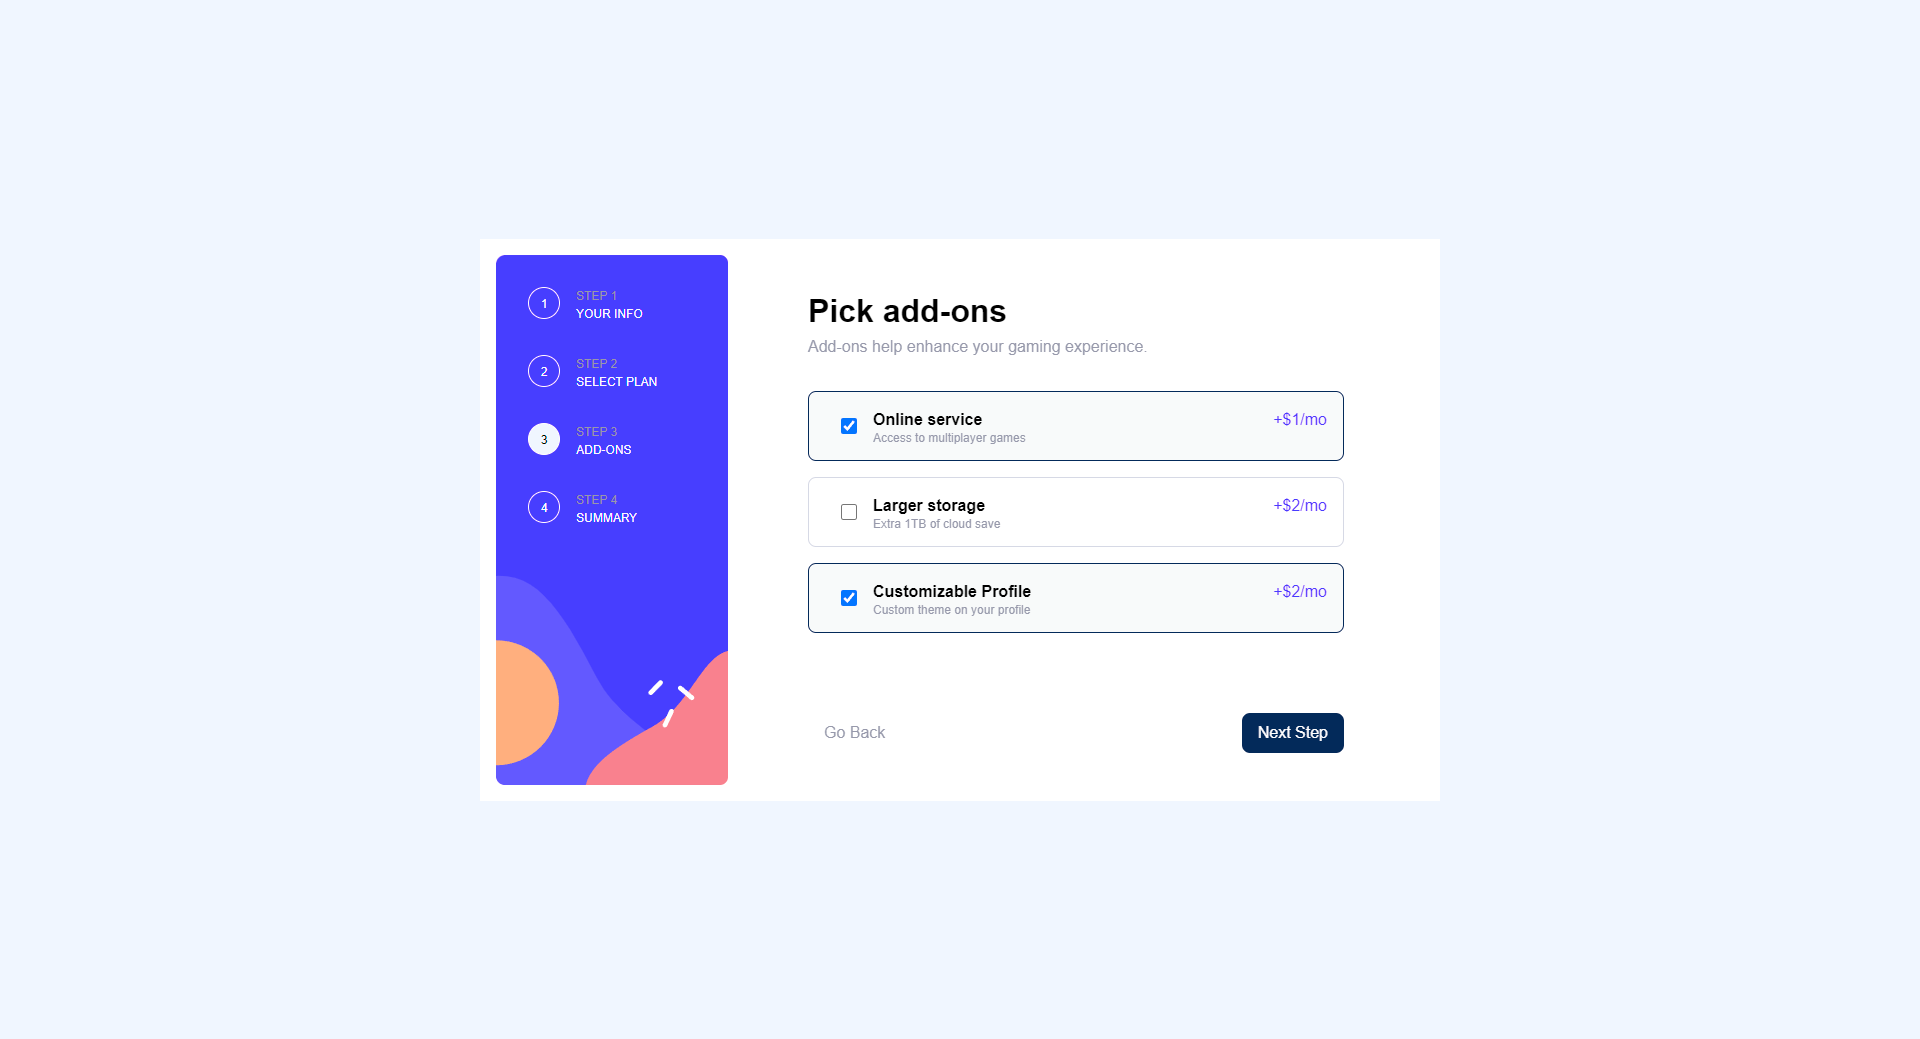 1
STEP 1
YOUR INFO
2
STEP 2
SELECT PLAN
3
STEP 3
ADD-ONS
4
STEP 4
SUMMARY
Pick add-ons
Add-ons help enhance your gaming experience.
Online service
Access to multiplayer games
+$1/mo
Larger storage
Extra 1TB of cloud save
+$2/mo
Customizable Profile
Custom theme on your profile
+$2/mo
Go Back
Next Step